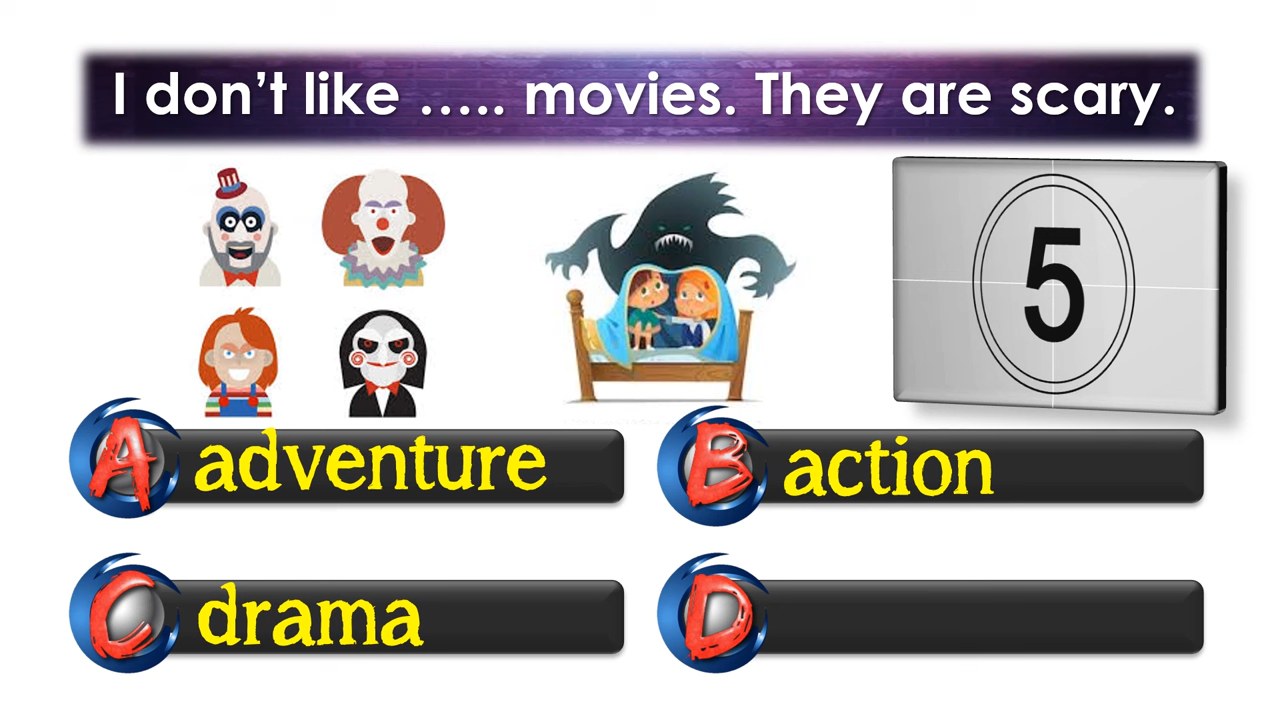 I don’t like ..... movies. They are scary.
5
A adventure
B action
C drama
D